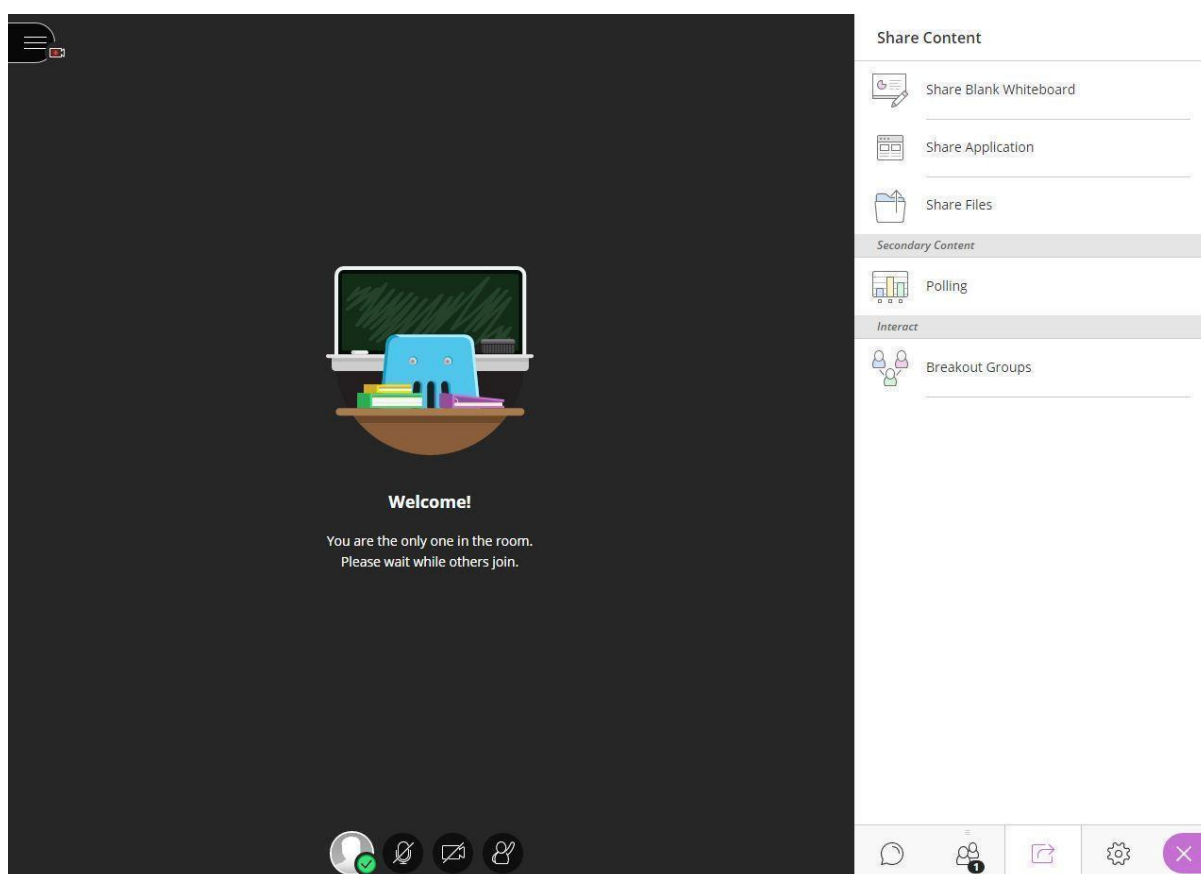 Share Content
Share Blank Whiteboard
Share Application
Share Files
Secondary Content
Polling
Interact
Breakout Groups
Welcome!
You are the only one in the room.
Please wait while others join.
1